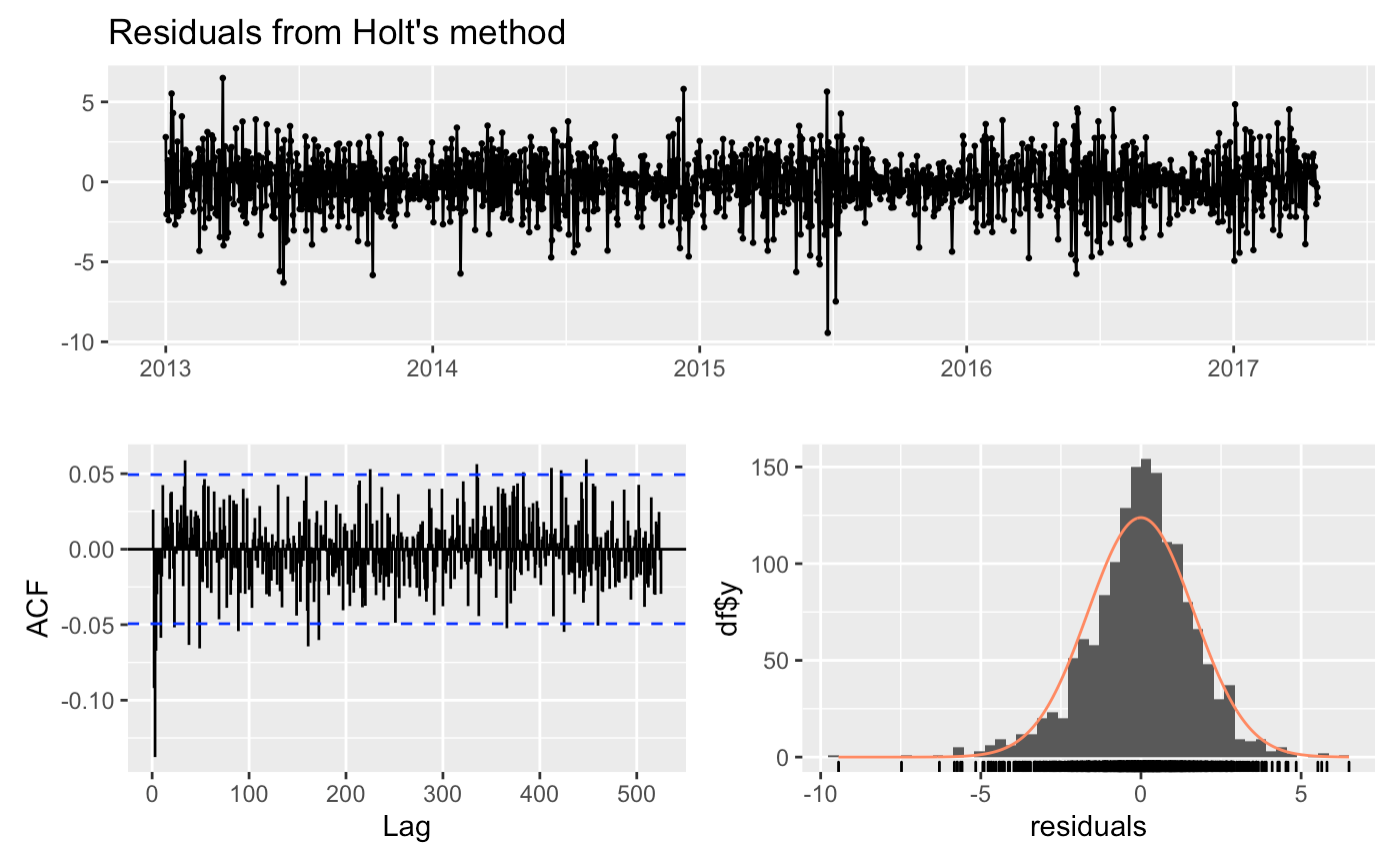 Residuals from Holt's method
5
0
-5
-10
2013 2014 2015 2016 2017
ACF
0.05
0.00
-0.05
-0.10
0 100 200 300 400 500
Lag
df$y
150
100
50
0
-10 -5 0 5
residuals